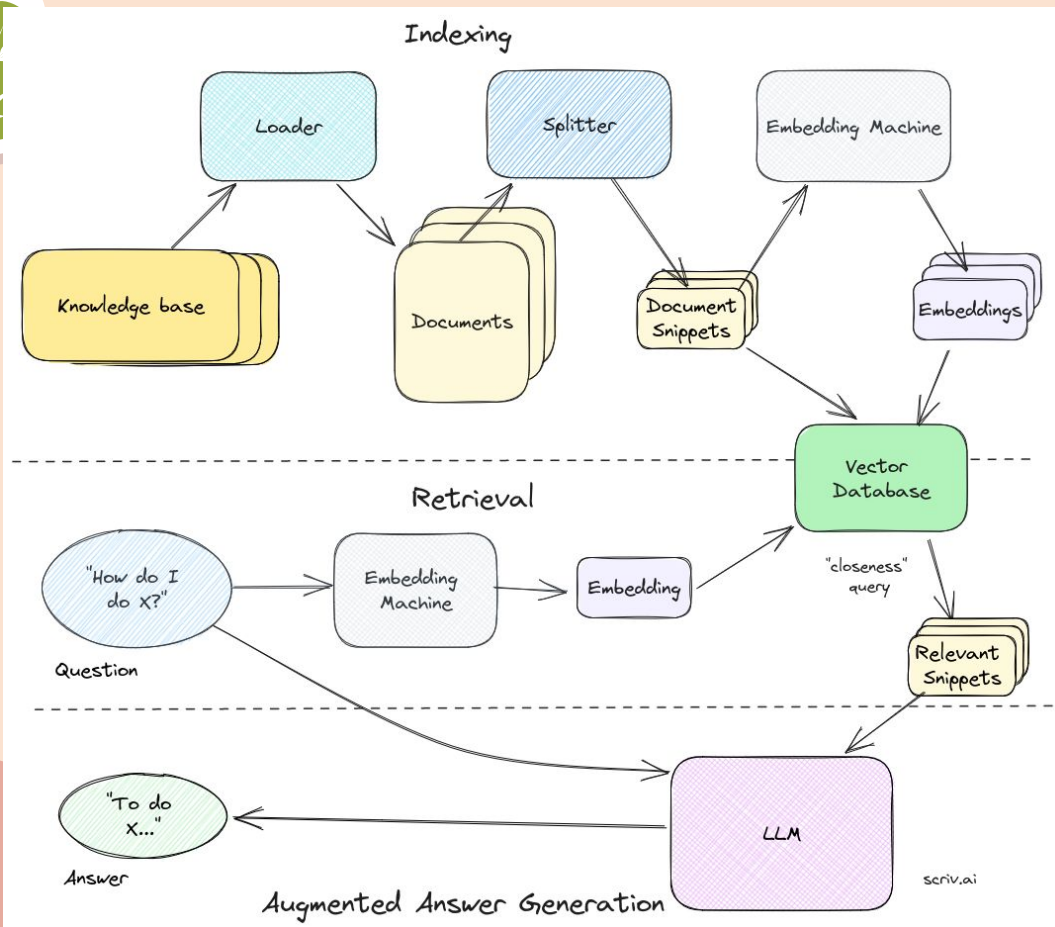 Indexing
Loader
Splitter
Embedding Machine
Knowledge base
Documents
Document
Snippets
Embeddings
Vector
Database
Retrieval
"How do I
do x?"
Question
Embedding
Machine
Embedding
"closeness"
query
Relevant
Snippets
"To do
x..."
Answer
LLM
scriv.ai
Augmented Answer Generation